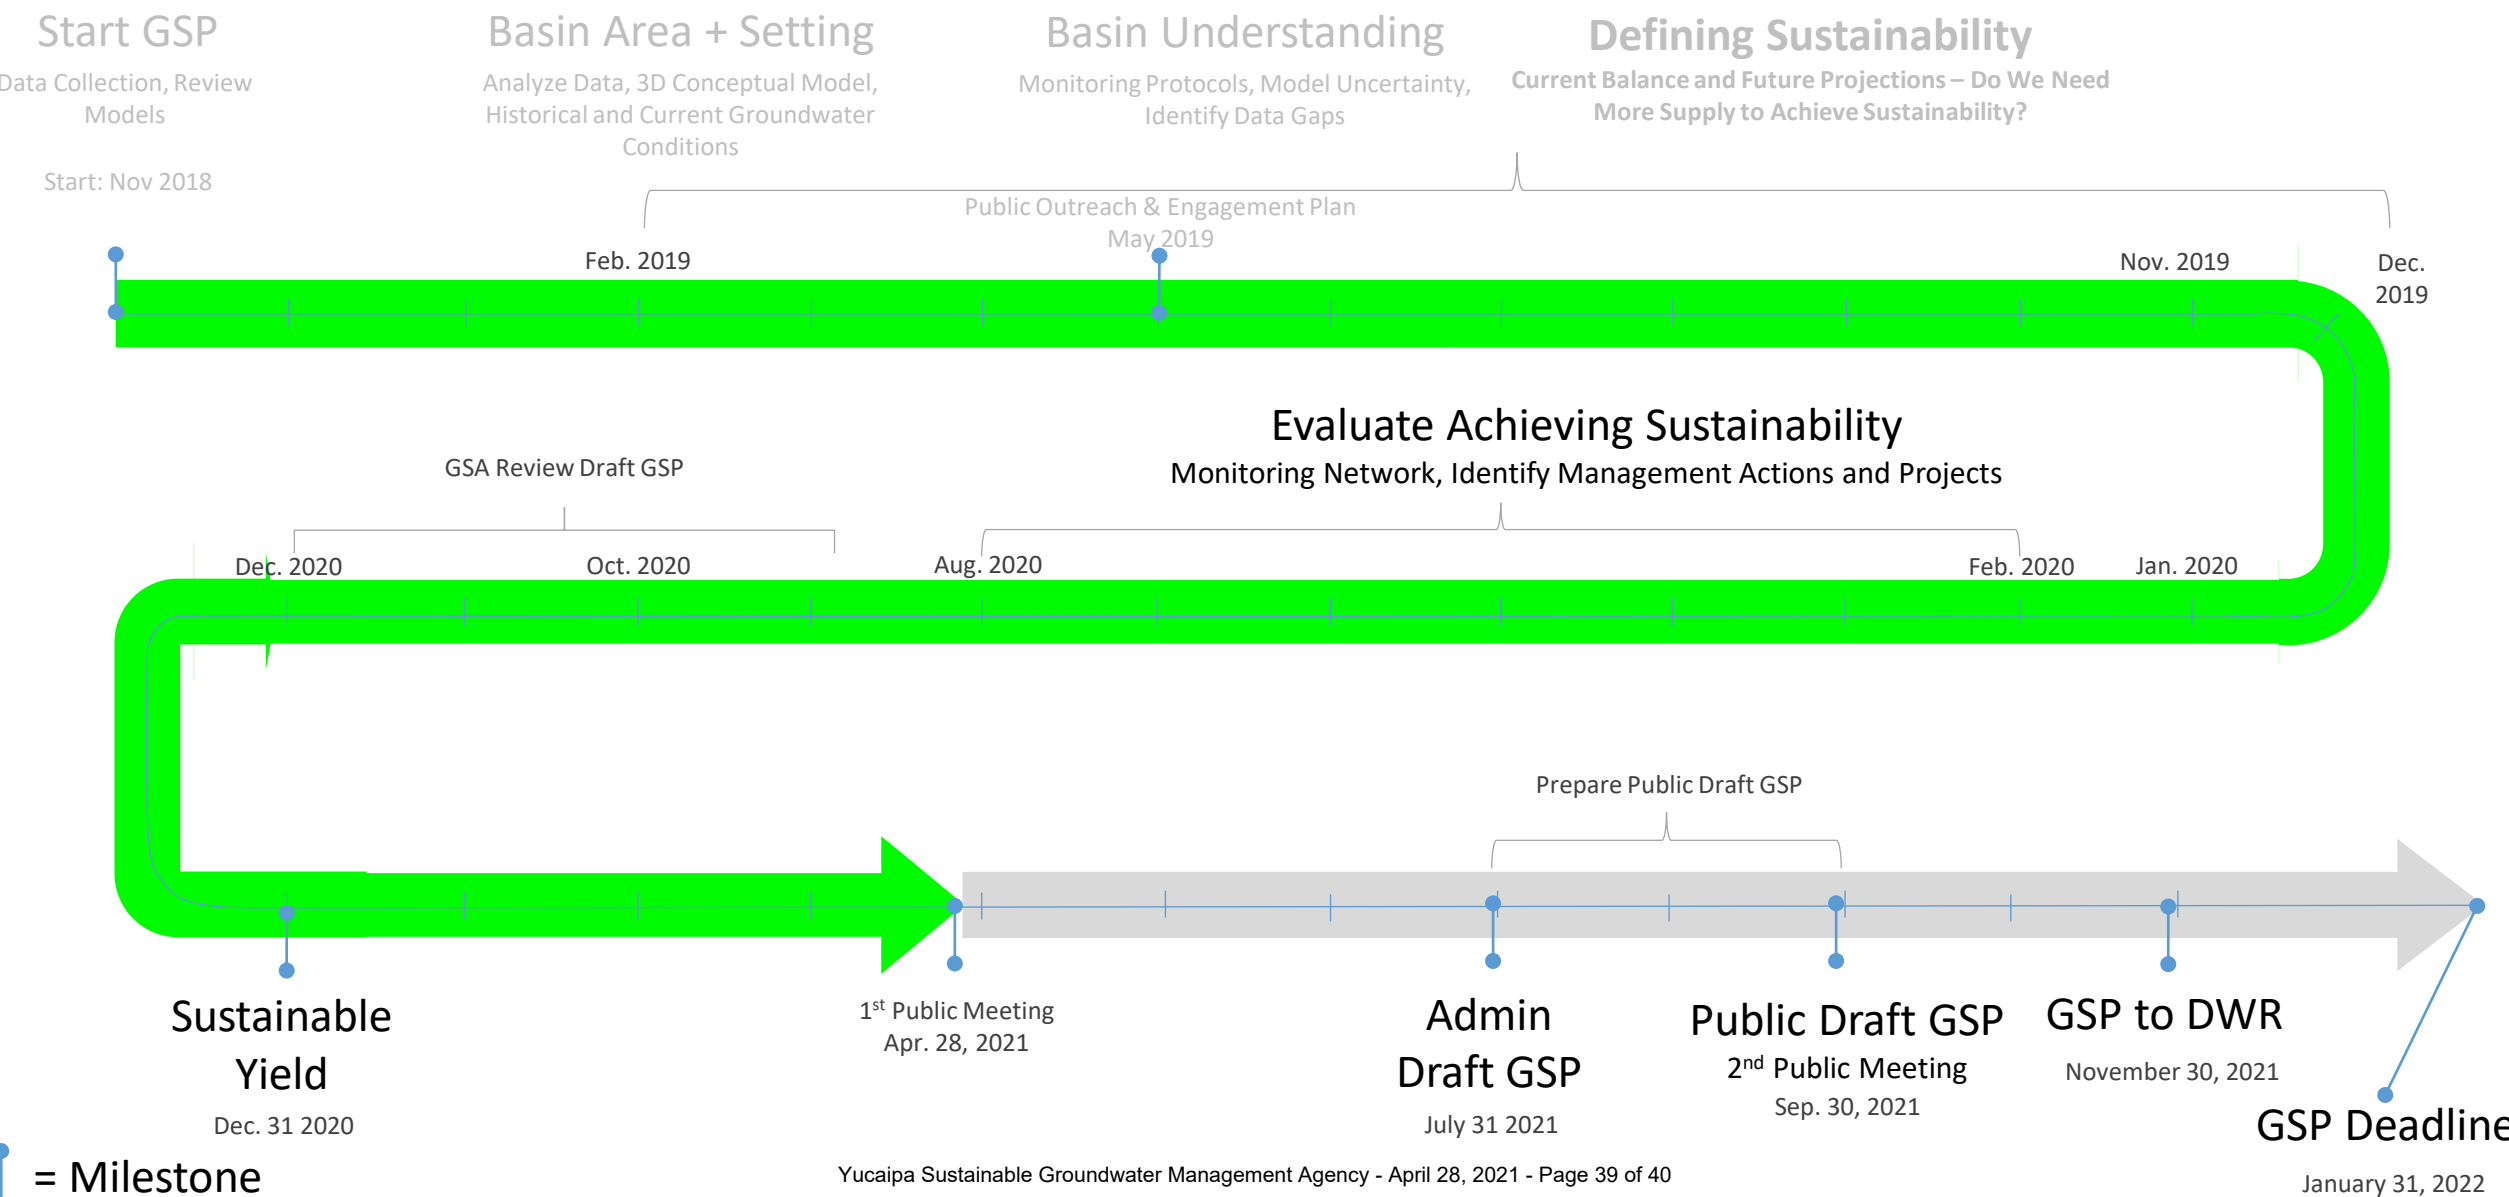 Start GSP
Data Collection, Review
Models
Start: Nov 2018
Basin Area + Setting
Analyze Data, 3D Conceptual Model,
Historical and Current Groundwater
Conditions
Basin Understanding
Monitoring Protocols, Model Uncertainty,
Identify Data Gaps
Defining Sustainability
Current Balance and Future Projections – Do We Need
More Supply to Achieve Sustainability?
Public Outreach & Engagement Plan
May 2019
Feb. 2019
Nov. 2019
Dec.
2019
Evaluate Achieving Sustainability
Monitoring Network, Identify Management Actions and Projects
GSA Review Draft GSP
Dec. 2020
Oct. 2020
Aug. 2020
Feb. 2020
Jan. 2020
Prepare Public Draft GSP
Sustainable
Yield
Dec. 31 2020
1st Public Meeting
Apr. 28, 2021
Admin
Draft GSP
July 31 2021
Public Draft GSP
2nd Public Meeting
Sep. 30, 2021
GSP to DWR
November 30, 2021
GSP Deadline
January 31, 2022
= Milestone
Yucaipa Sustainable Groundwater Management Agency - April 28, 2021 - Page 39 of 40